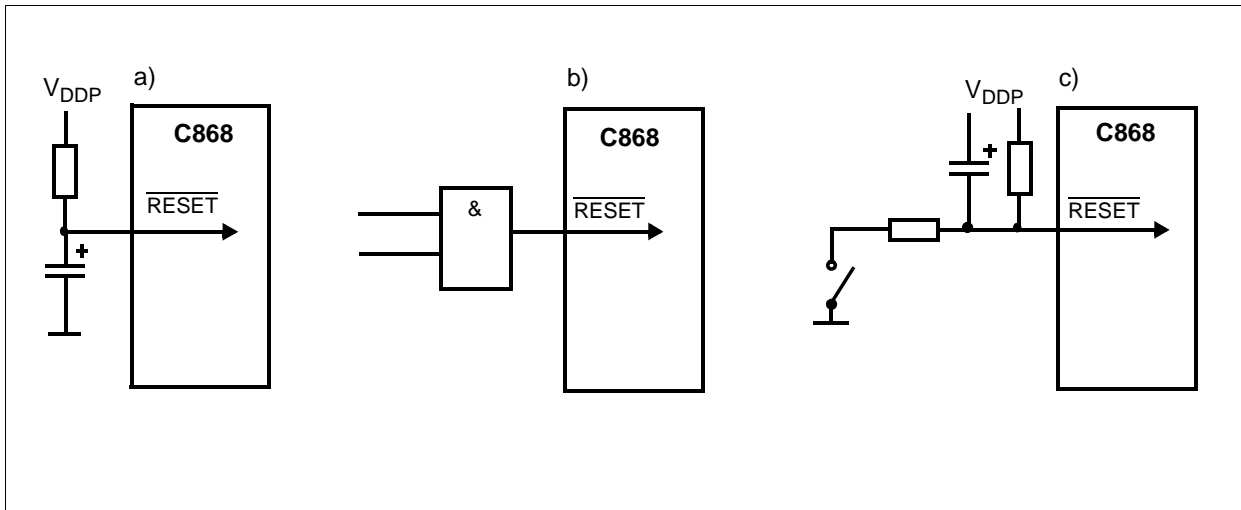 a)
V_DDP
C868
RESET
+
b)
C868
&
RESET
c)
V_DDP
C868
+
RESET